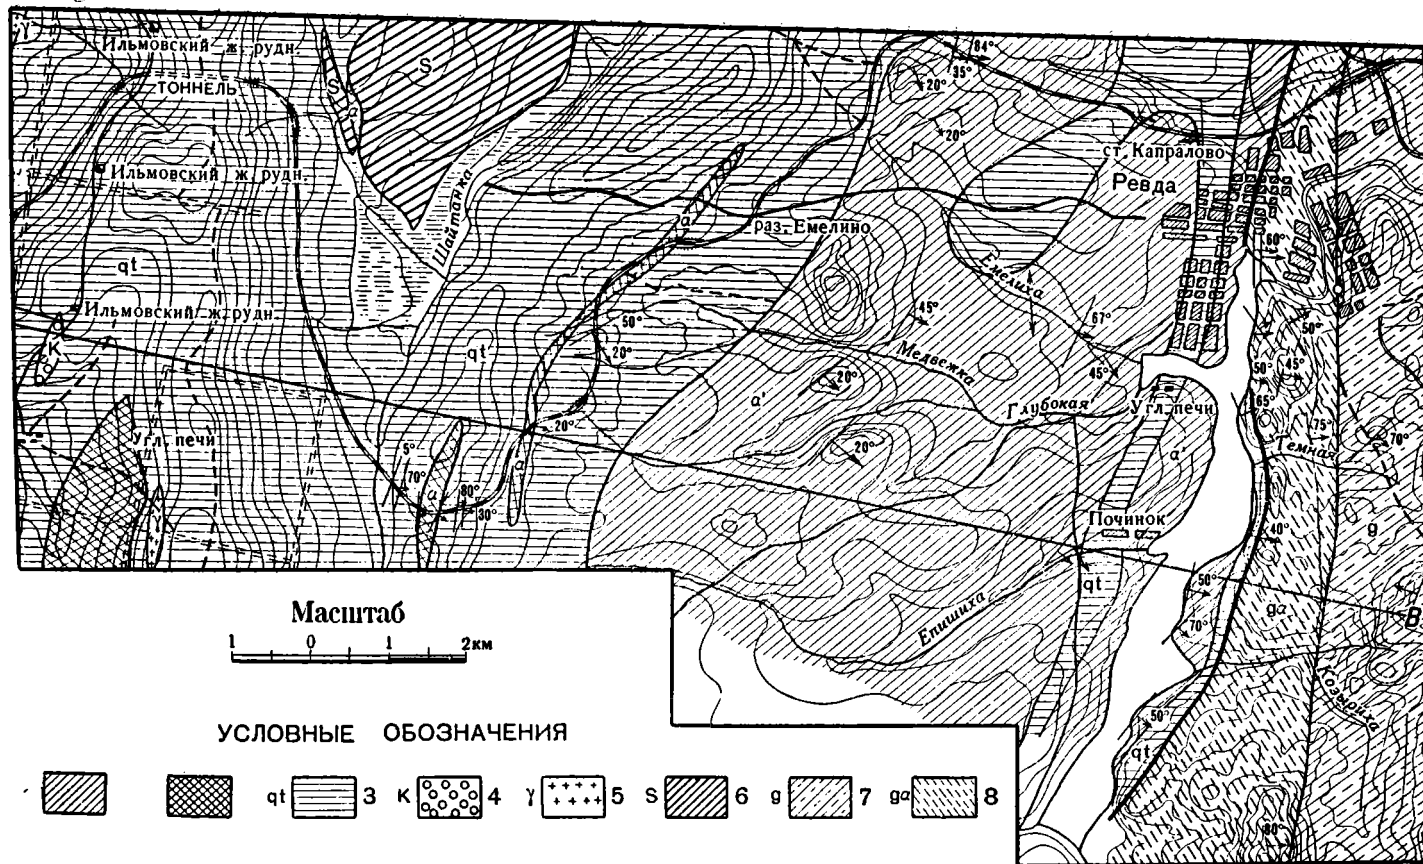 γ
Ильмовский ж. рудн.
ТОННЕЛЬ
S
S
84°
35°
20°
20°
ст. Капралово
Ревда
Ильмовский ж. рудн.
Шайтанка
a
раз. Емелино
60°
qt
Емелиха
Ильмовский ж. рудн.
50°
45°
67°
50°
K
qt
20°
Медвежка
45°
50°
45°
20°
a'
Глубокая
Угл. печи
65°
Угл. печи
20°
20°
75°
Темная
70°
5°
70°
a
80°
30°
a
a'
Починок
40°
g
qt
50°
70°
ga
B
Епишиха
Козыриха
50°
qt
80°
Масштаб
1 0 1 2км
УСЛОВНЫЕ ОБОЗНАЧЕНИЯ
qt 3 K 4 γ 5 S 6 g 7 ga 8